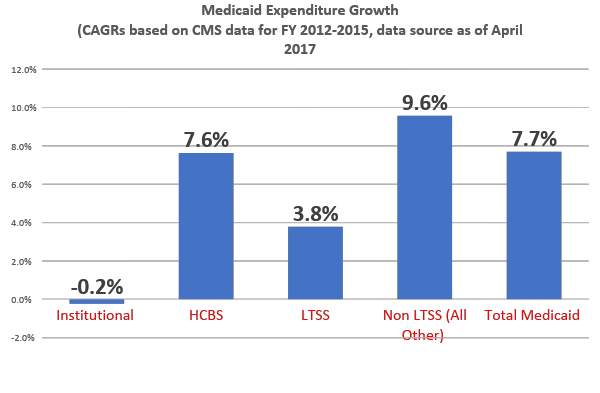 Medicaid Expenditure Growth
(CAGRs based on CMS data for FY 2012-2015, data source as of April
2017
12.0%
10.0%
8.0%
6.0%
4.0%
2.0%
0.0%
-2.0%
-0.2%
7.6%
3.8%
9.6%
7.7%
Institutional
HCBS
LTSS
Non LTSS (All
Other)
Total Medicaid